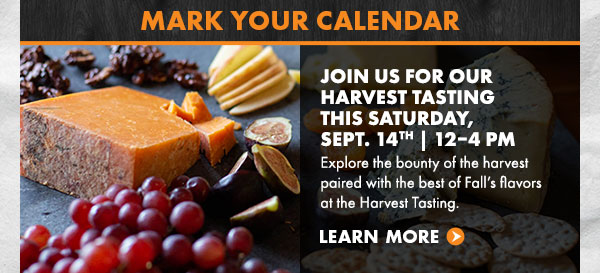 MARK YOUR CALENDAR
JOIN US FOR OUR
HARVEST TASTING
THIS SATURDAY,
SEPT. 14TH | 12–4 PM
Explore the bounty of the harvest
paired with the best of Fall's flavors
at the Harvest Tasting.
LEARN MORE